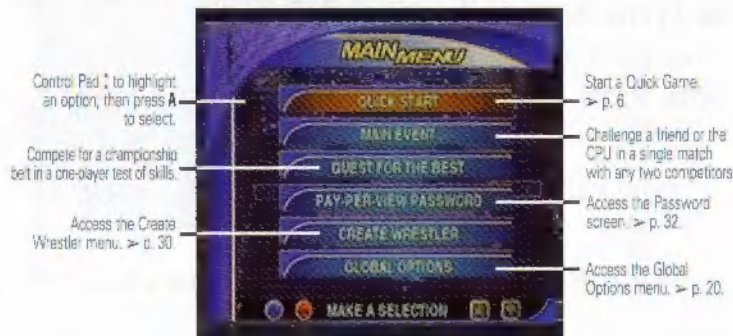 MAIN MENU
Control Pad ↕ to highlight
an option, then press A
to select.
Compete for a championship
belt in a one-player test of skills.
Access the Create
Wrestler menu. ➤ p. 30.
QUICK START
MAIN EVENT
QUEST FOR THE BEST
PAY-PER-VIEW PASSWORD
CREATE WRESTLER
GLOBAL OPTIONS
MAKE A SELECTION
Start a Quick Game.
➤ p. 6.
Challenge a friend or the
CPU in a single match
with any two competitors
Access the Password
screen. ➤ p. 32.
Access the Global
Options menu. ➤ p. 20.